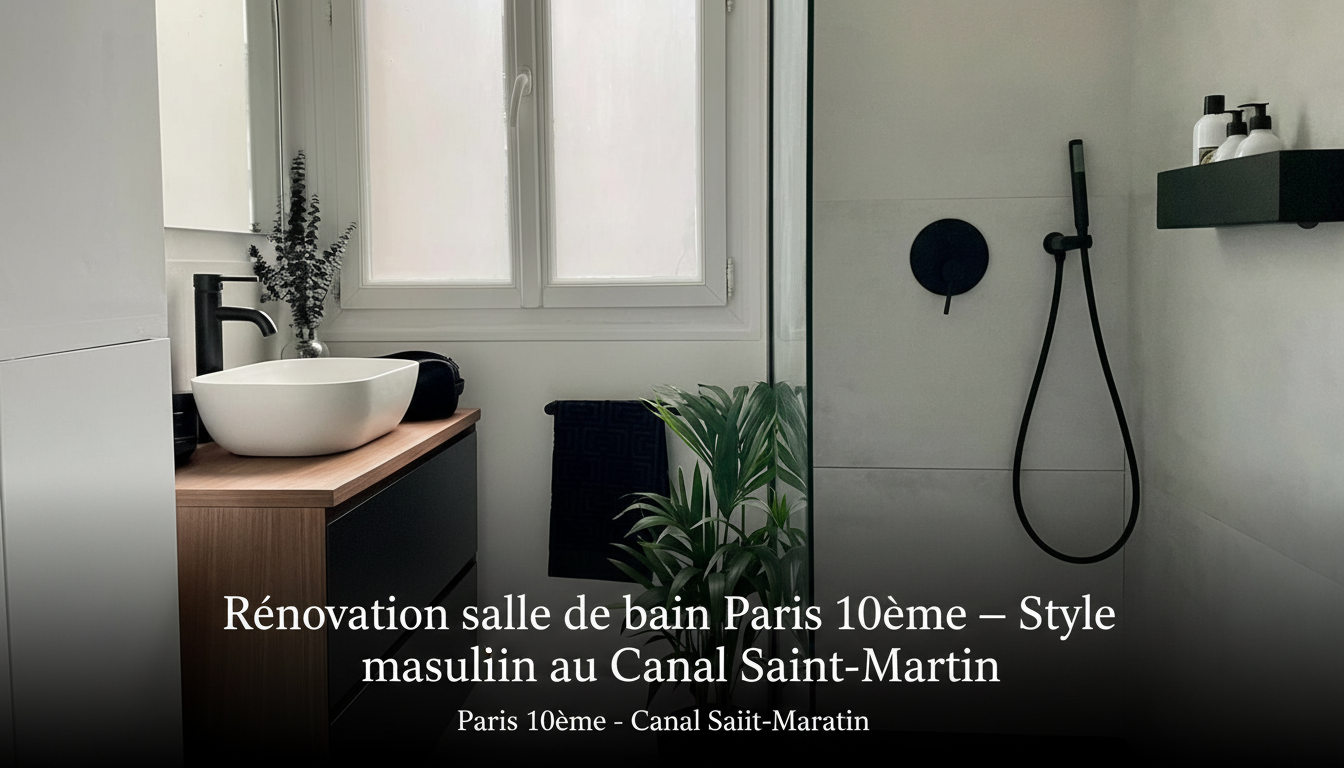 Rénovation salle de bain Paris 10ème – Style
masuliin au Canal Saint-Martin
Paris 10ème - Canal Saiit-Maratin